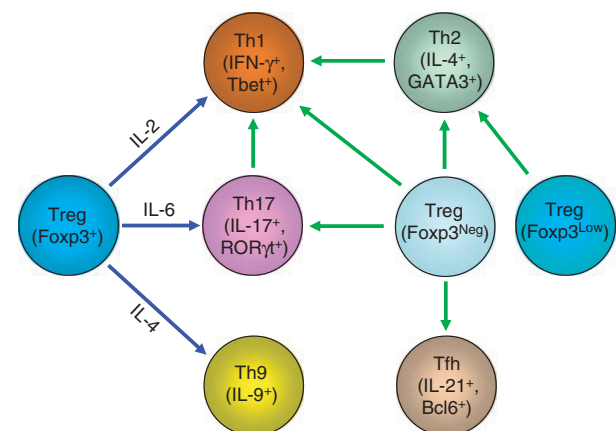 Th1
(IFN-γ⁺,
Tbet⁺)
Th2
(IL-4⁺,
GATA3⁺)
IL-2
Treg
(Foxp3⁺)
IL-6
Th17
(IL-17⁺,
RORγt⁺)
Treg
(Foxp3ᴺᵉᵍ)
Treg
(Foxp3ᴸᵒʷ)
IL-4
Th9
(IL-9⁺)
Tfh
(IL-21⁺,
Bcl6⁺)